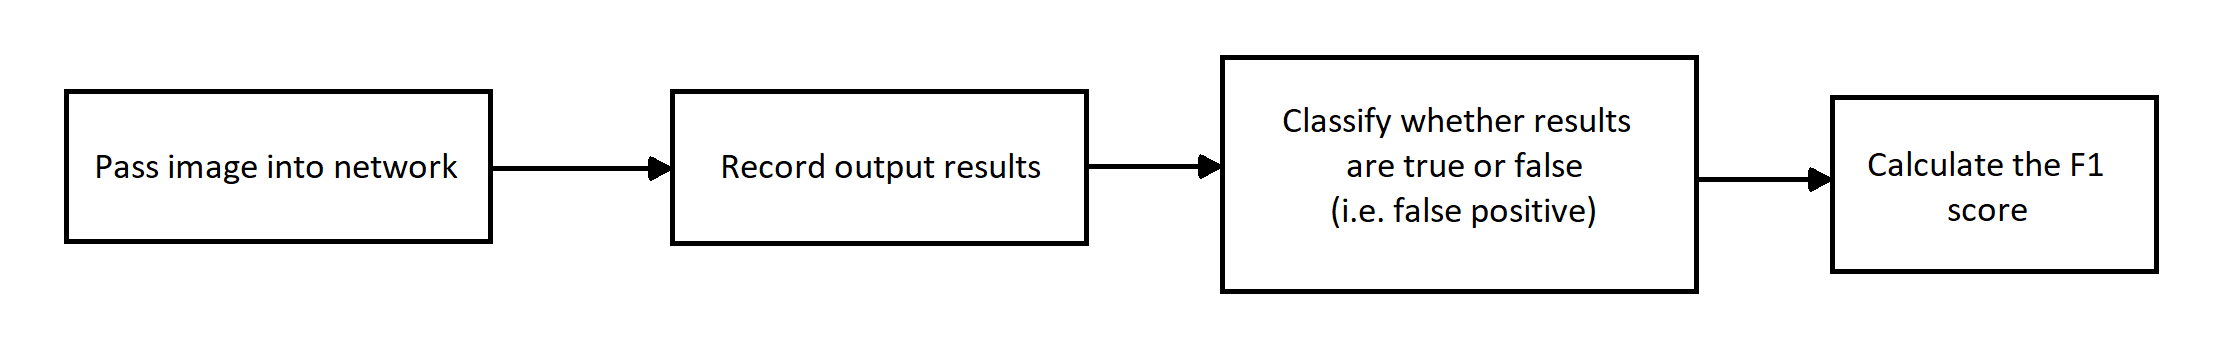 Pass image into network
Record output results
Classify whether results
are true or false
(i.e. false positive)
Calculate the F1
score